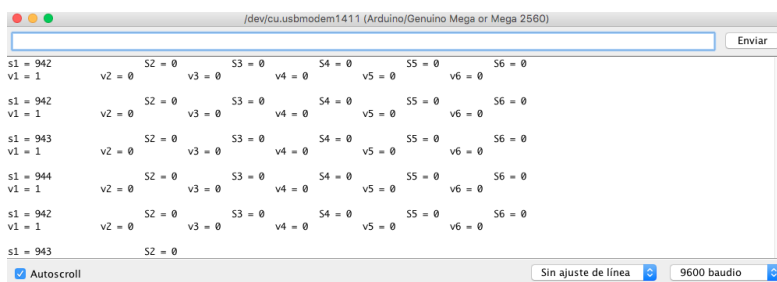 /dev/cu.usbmodem1411 (Arduino/Genuino Mega or Mega 2560)
Enviar
s1 = 942 S2 = 0 S3 = 0 S4 = 0 S5 = 0 S6 = 0
v1 = 1 v2 = 0 v3 = 0 v4 = 0 v5 = 0 v6 = 0
s1 = 942 S2 = 0 S3 = 0 S4 = 0 S5 = 0 S6 = 0
v1 = 1 v2 = 0 v3 = 0 v4 = 0 v5 = 0 v6 = 0
s1 = 943 S2 = 0 S3 = 0 S4 = 0 S5 = 0 S6 = 0
v1 = 1 v2 = 0 v3 = 0 v4 = 0 v5 = 0 v6 = 0
s1 = 944 S2 = 0 S3 = 0 S4 = 0 S5 = 0 S6 = 0
v1 = 1 v2 = 0 v3 = 0 v4 = 0 v5 = 0 v6 = 0
s1 = 942 S2 = 0 S3 = 0 S4 = 0 S5 = 0 S6 = 0
v1 = 1 v2 = 0 v3 = 0 v4 = 0 v5 = 0 v6 = 0
s1 = 943 S2 = 0
Autoscroll Sin ajuste de línea 9600 baudio